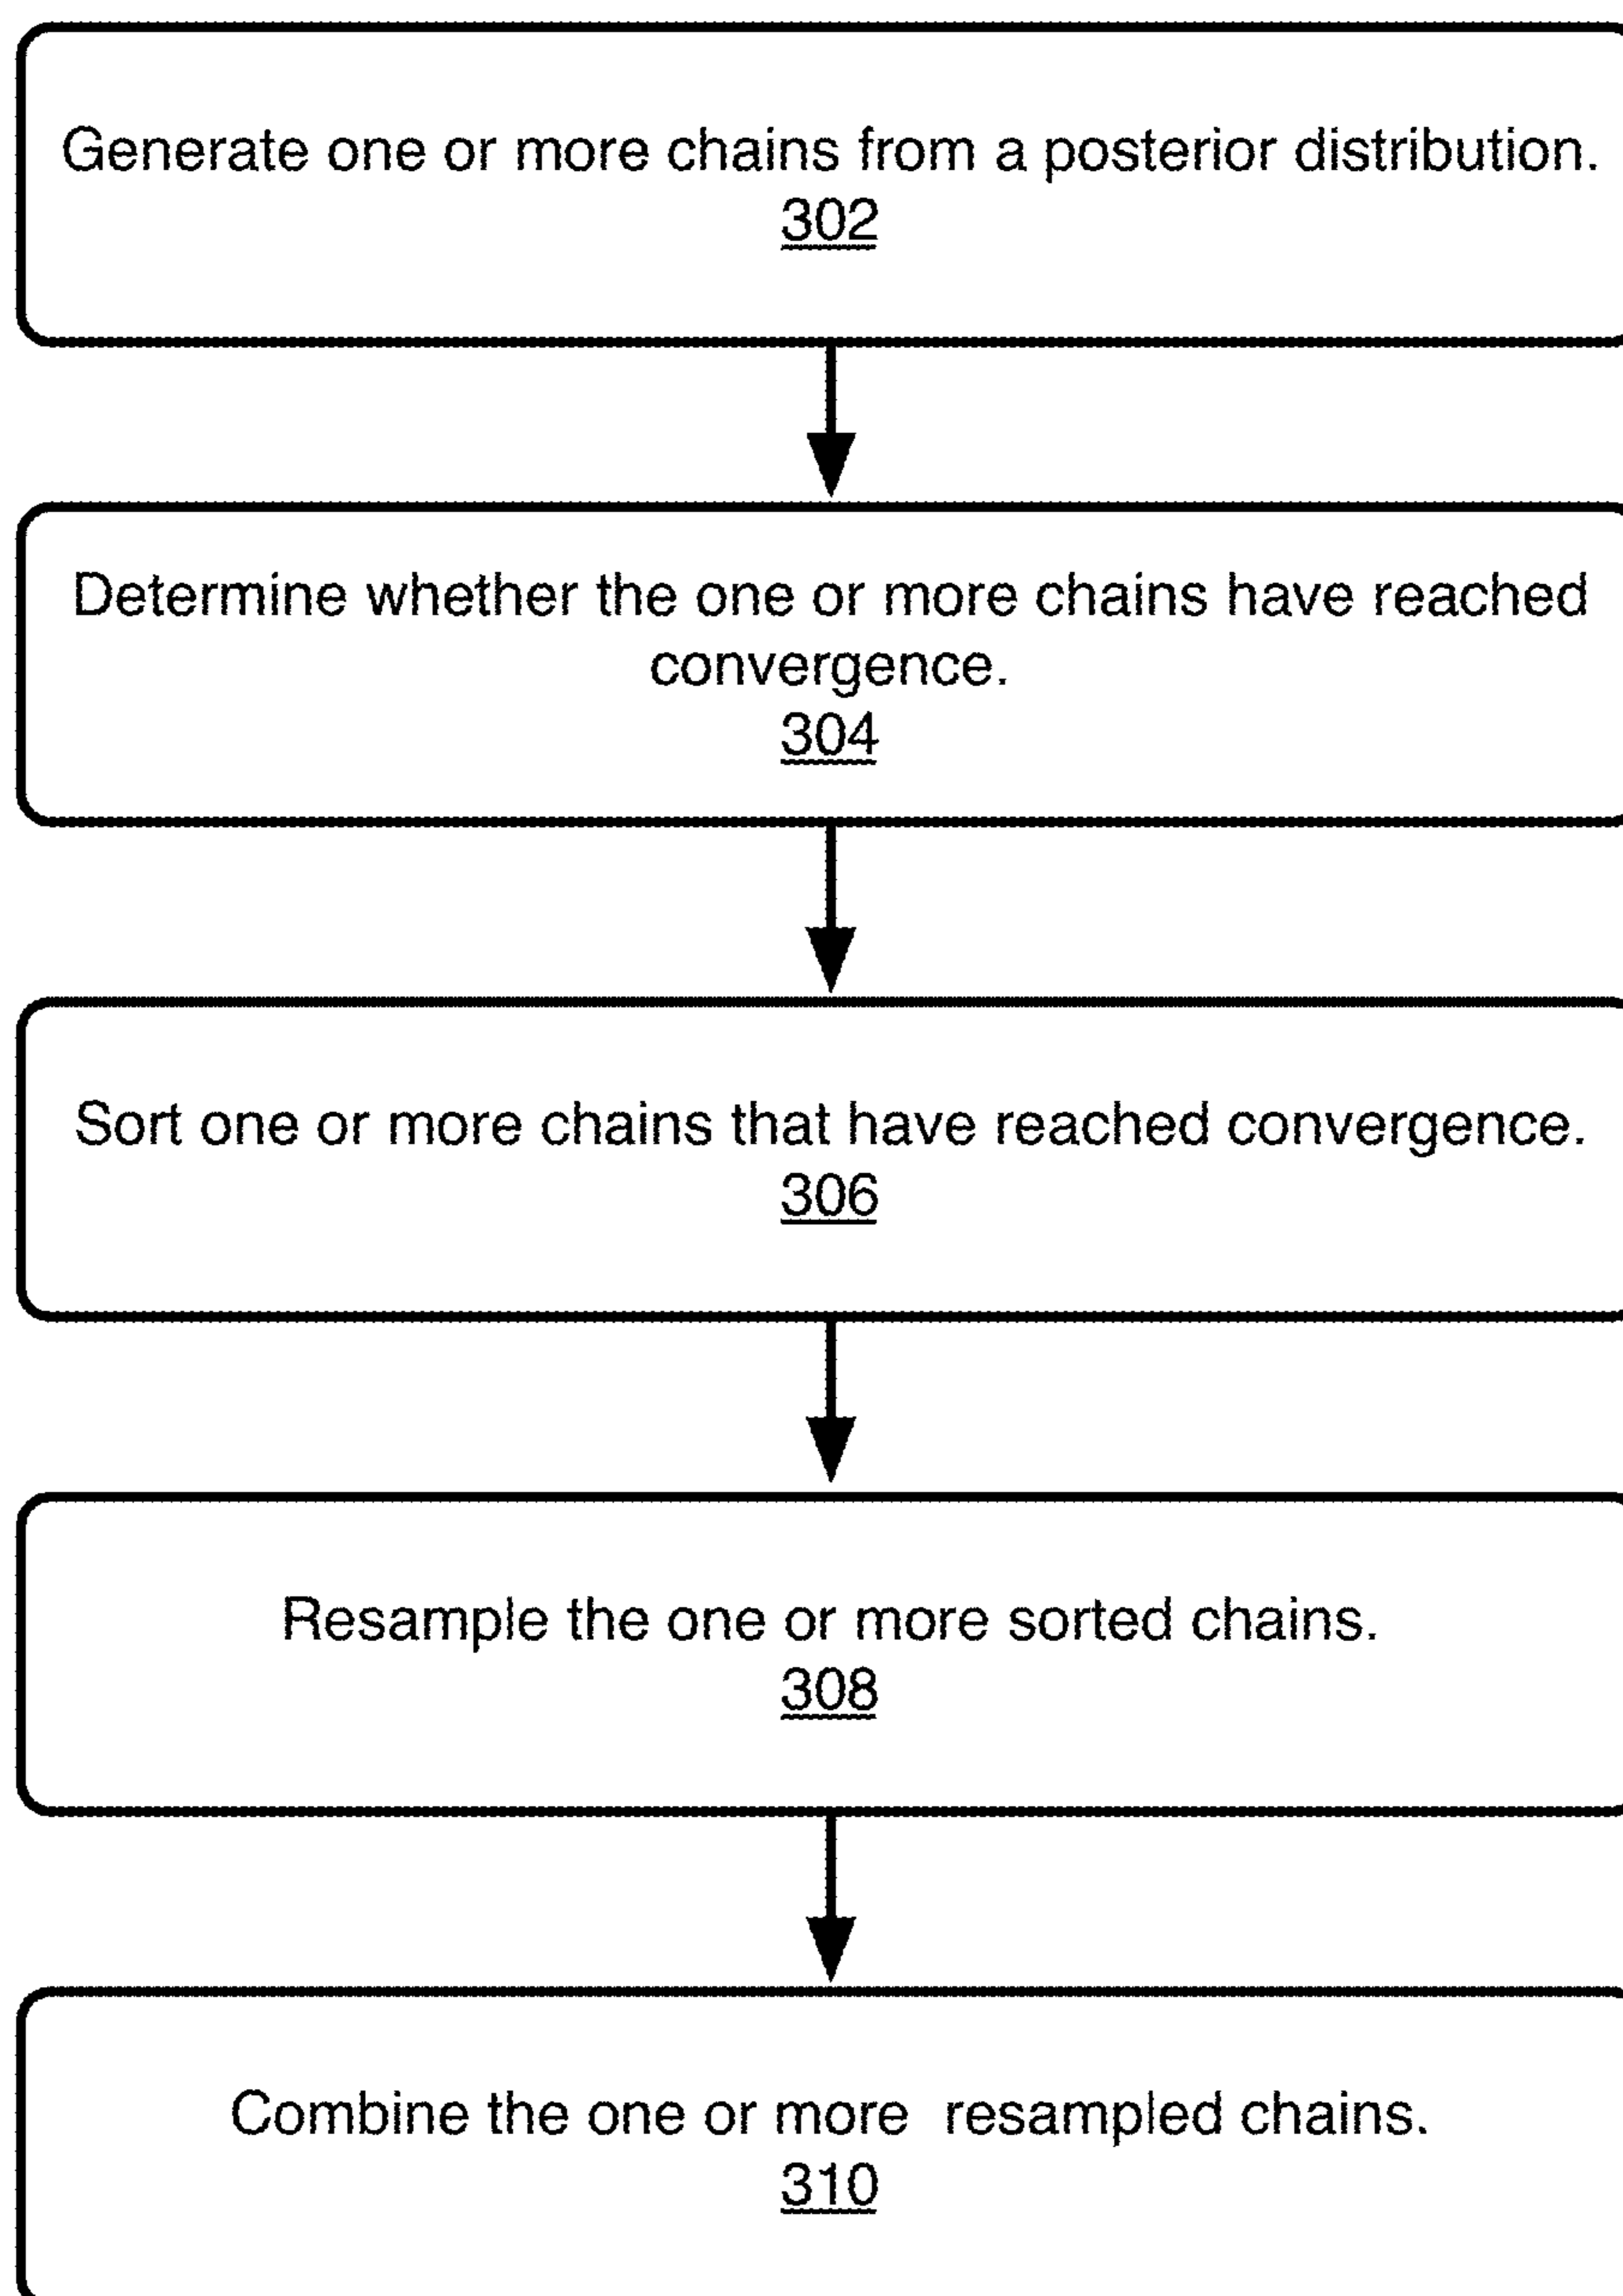 Generate one or more chains from a posterior distribution.
302
Determine whether the one or more chains have reached
convergence.
304
Sort one or more chains that have reached convergence.
306
Resample the one or more sorted chains.
308
Combine the one or more  resampled chains.
310